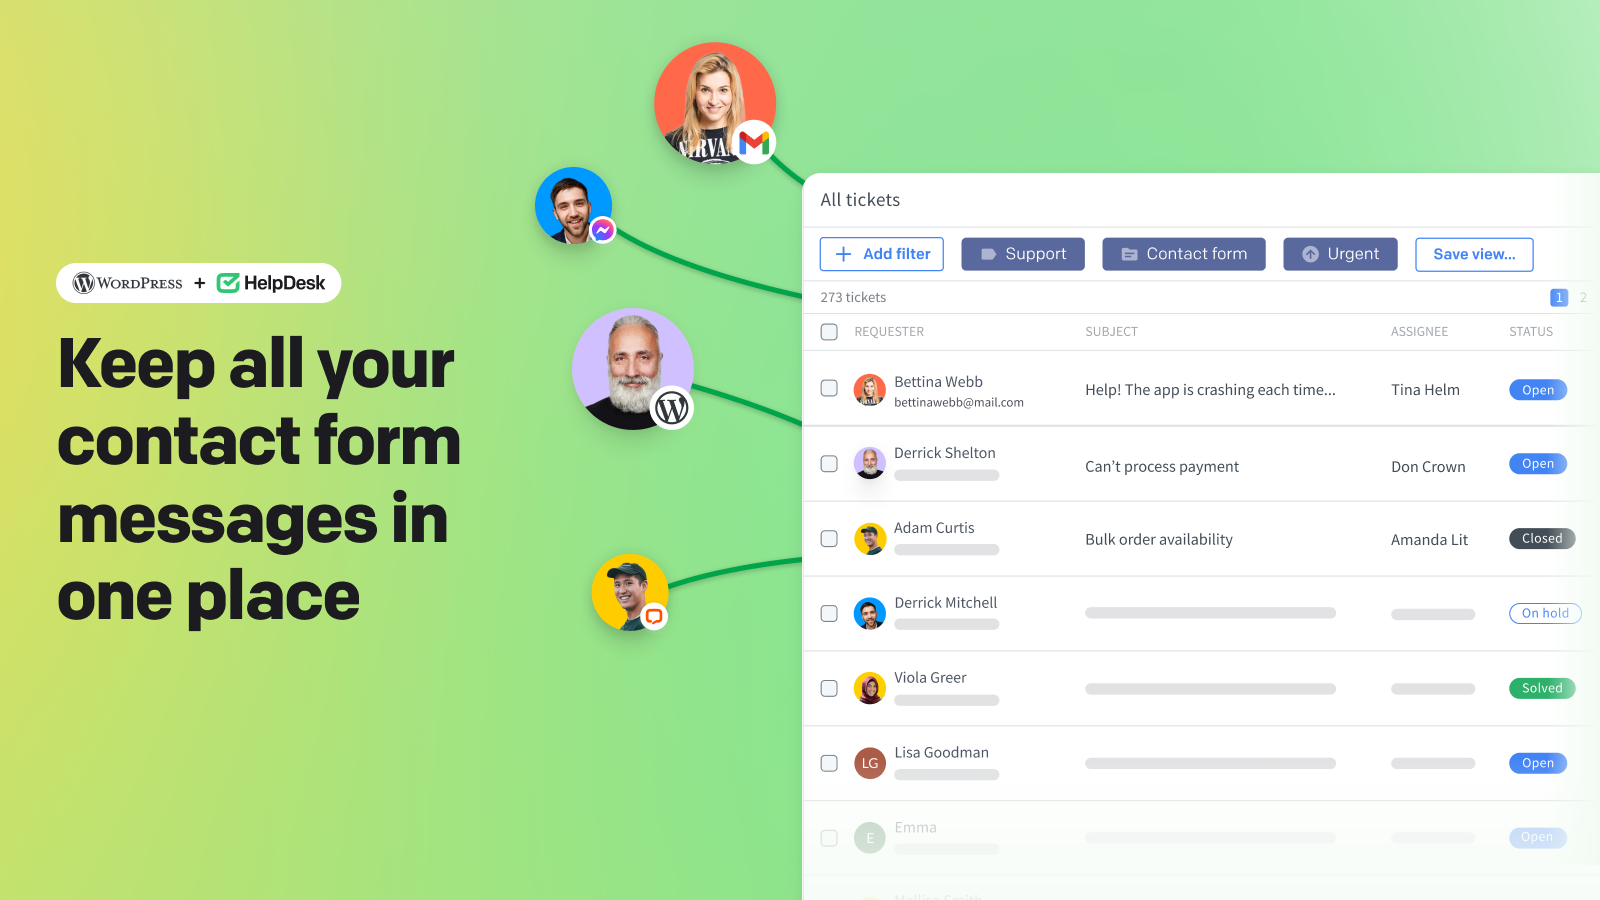 WORDPRESS + HelpDesk
Keep all your
contact form
messages in
one place
NIRVAN
All tickets
Add filter
Support
Contact form
Urgent
Save view...
273 tickets
1 2
REQUESTER SUBJECT ASSIGNEE STATUS
Bettina Webb
bettinawebb@mail.com
Help! The app is crashing each time...
Tina Helm
Open
Derrick Shelton
Can’t process payment
Don Crown
Open
Adam Curtis
Bulk order availability
Amanda Lit
Closed
Derrick Mitchell
On hold
Viola Greer
Solved
LG
Lisa Goodman
Open
E
Emma
Open